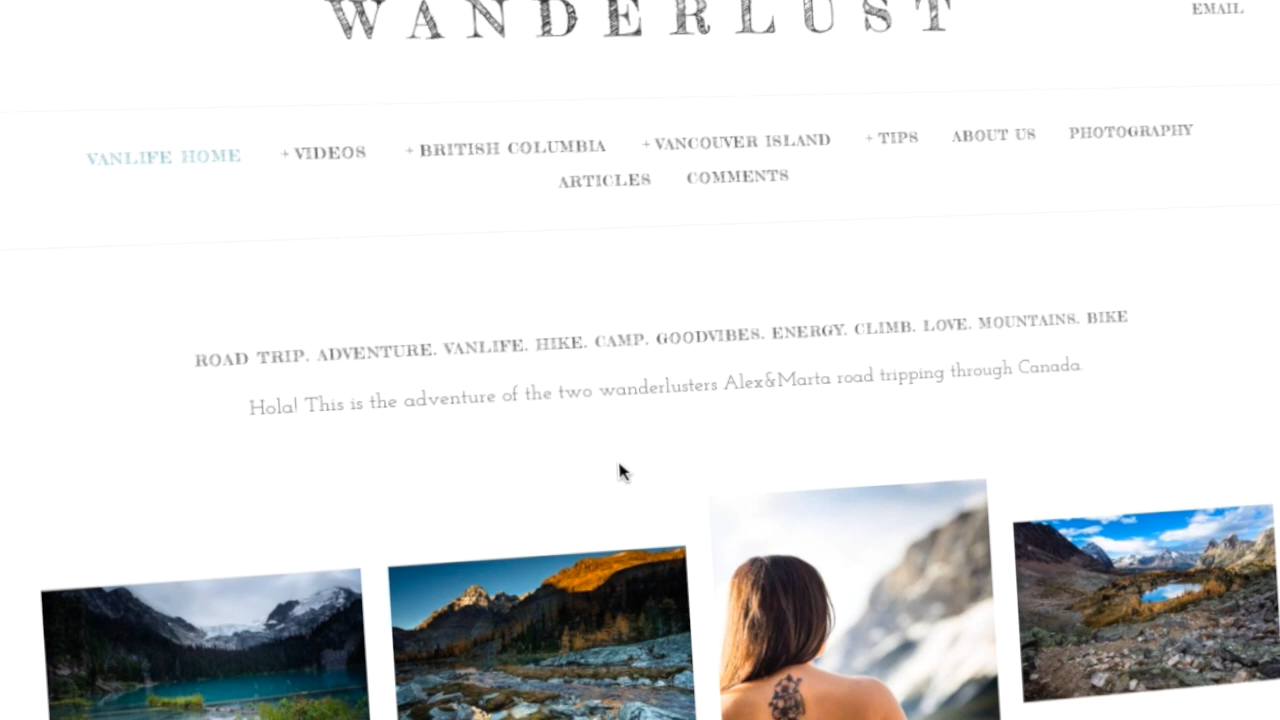 WANDERLUST
EMAIL
VANLIFE HOME + VIDEOS + BRITISH COLUMBIA + VANCOUVER ISLAND + TIPS ABOUT US PHOTOGRAPHY
ARTICLES COMMENTS
ROAD TRIP. ADVENTURE. VANLIFE. HIKE. CAMP. GOODVIBES. ENERGY. CLIMB. LOVE. MOUNTAINS. BIKE
Hola! This is the adventure of the two wanderlusters Alex&Marta road tripping through Canada.